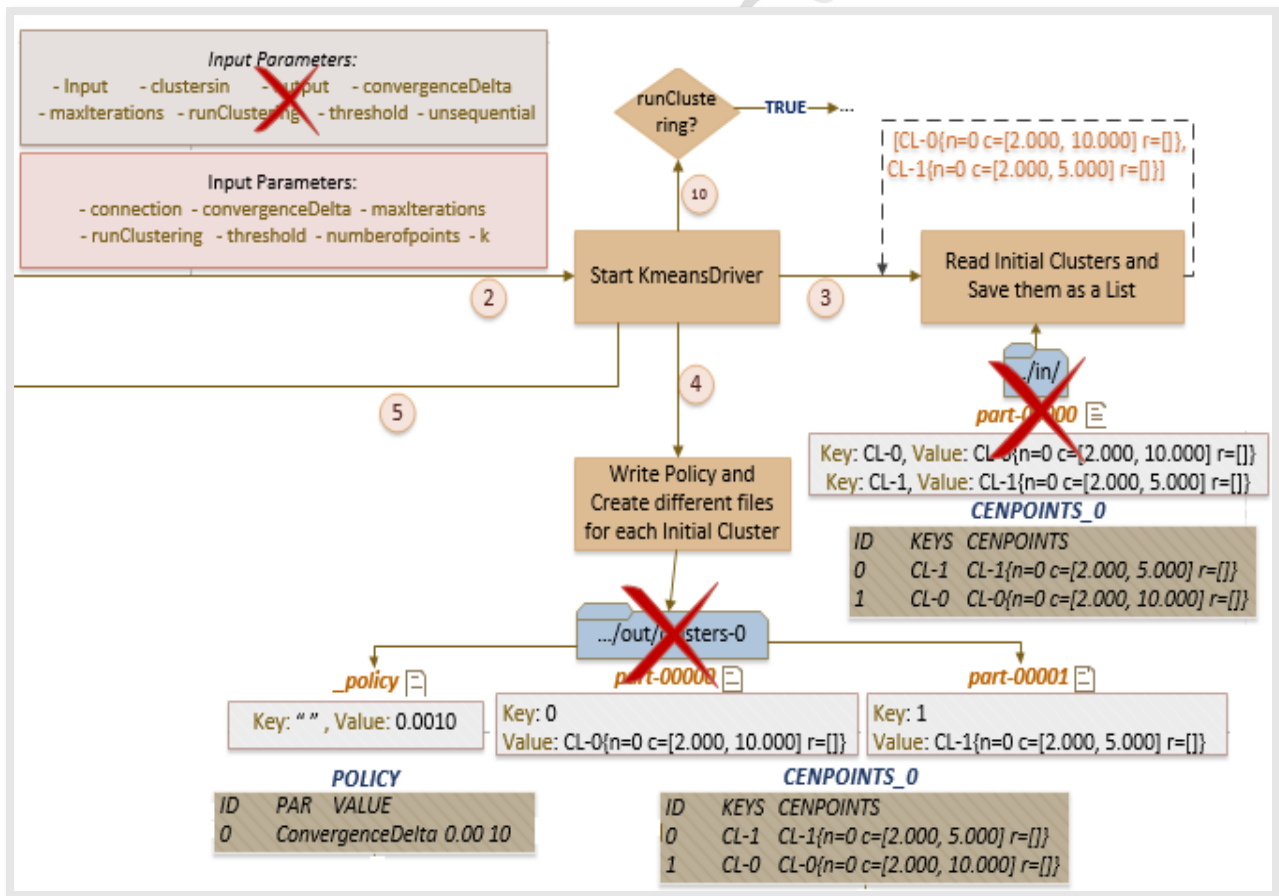 Input Parameters:
- Input - clustersin - output - convergenceDelta
- maxIterations - runClustering - threshold - unsequential
Input Parameters:
- connection - convergenceDelta - maxIterations
- runClustering - threshold - numberofpoints - k
runCluste
ring?
TRUE
...
10
[CL-0{n=0 c=[2.000, 10.000] r=[]},
CL-1{n=0 c=[2.000, 5.000] r=[]}]
2
Start KmeansDriver
3
Read Initial Clusters and
Save them as a List
4
5
../in/
part-00000
Key: CL-0, Value: CL-0{n=0 c=[2.000, 10.000] r=[]}
Key: CL-1, Value: CL-1{n=0 c=[2.000, 5.000] r=[]}
CENPOINTS_0
ID KEYS CENPOINTS
0 CL-1 CL-1{n=0 c=[2.000, 5.000] r=[]}
1 CL-0 CL-0{n=0 c=[2.000, 10.000] r=[]}
Write Policy and
Create different files
for each Initial Cluster
.../out/clusters-0
_policy
Key: “ ” , Value: 0.0010
part-00000
Key: 0
Value: CL-0{n=0 c=[2.000, 10.000] r=[]}
part-00001
Key: 1
Value: CL-1{n=0 c=[2.000, 5.000] r=[]}
POLICY
ID PAR VALUE
0 ConvergenceDelta 0.00 10
CENPOINTS_0
ID KEYS CENPOINTS
0 CL-1 CL-1{n=0 c=[2.000, 5.000] r=[]}
1 CL-0 CL-0{n=0 c=[2.000, 10.000] r=[]}